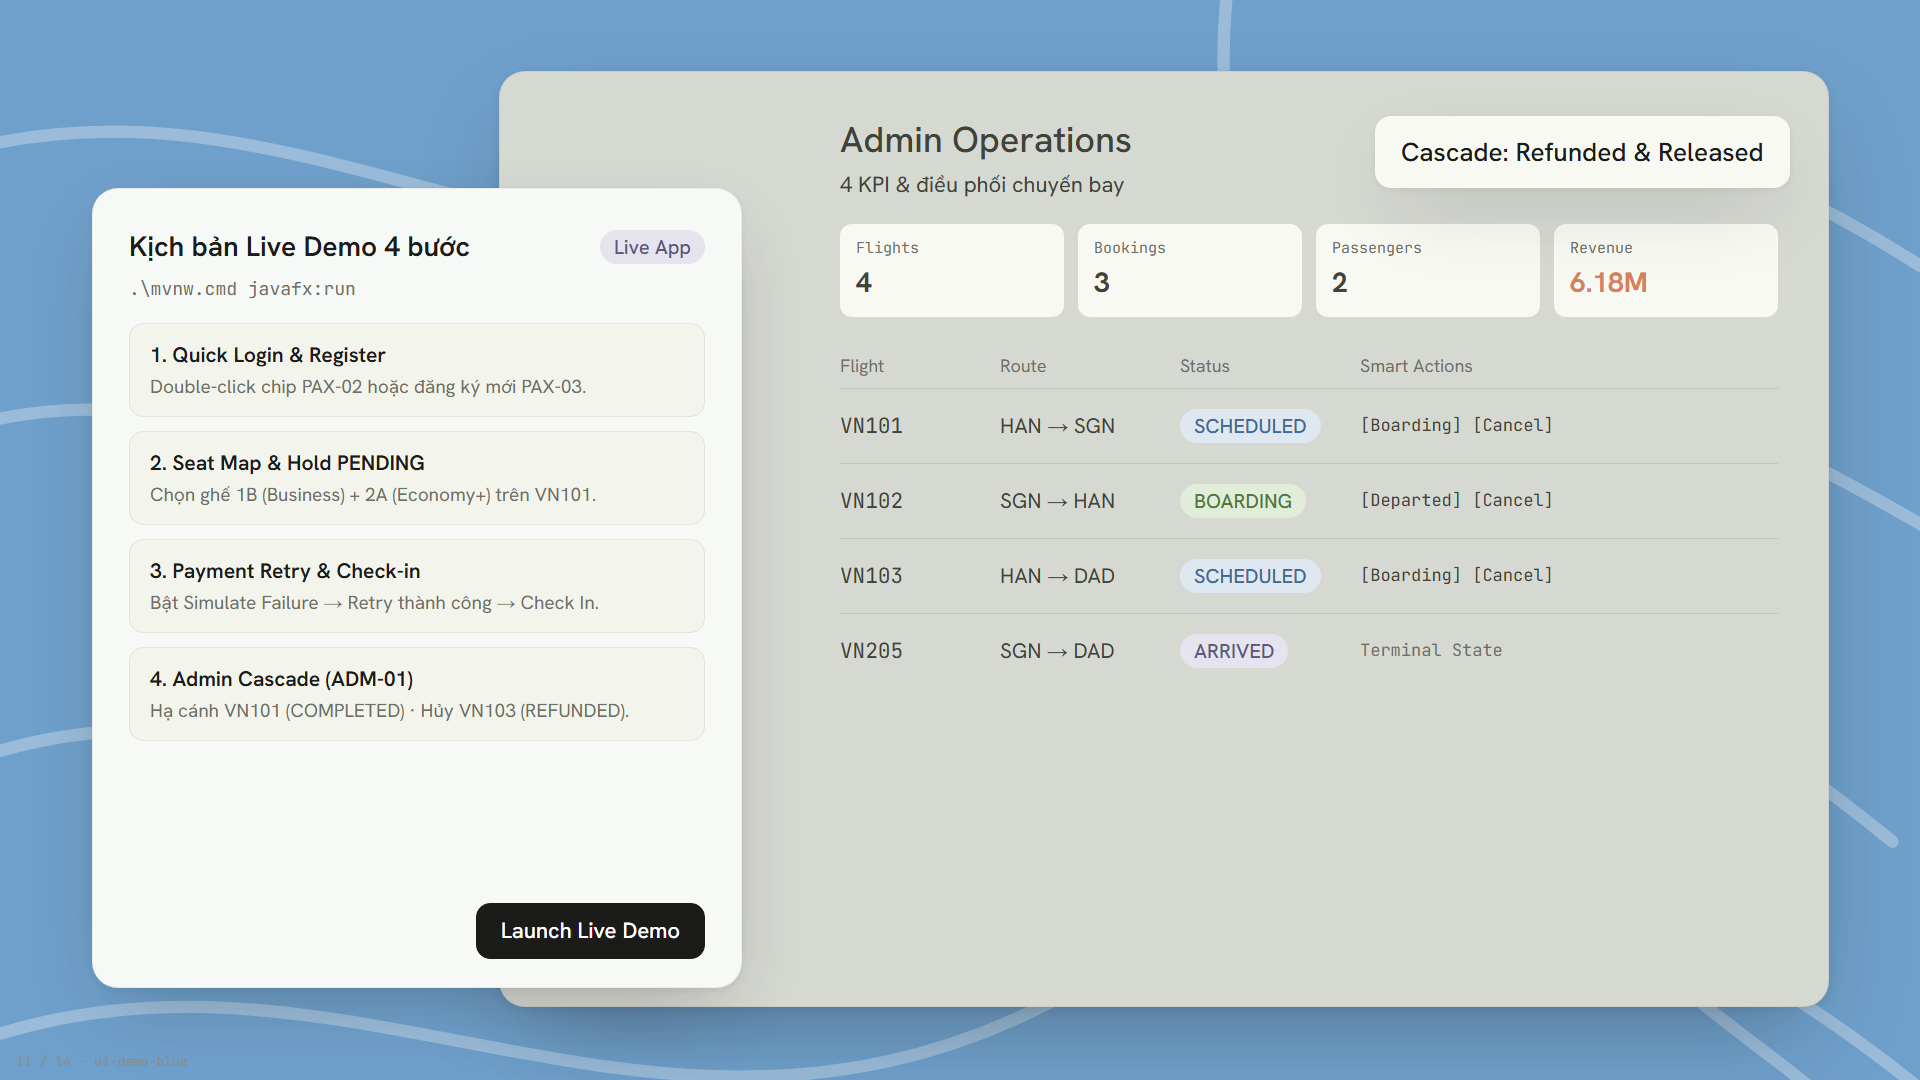 Kịch bản Live Demo 4 bước
Live App
.\mvnw.cmd javafx:run
1. Quick Login & Register
Double-click chip PAX-02 hoặc đăng ký mới PAX-03.
2. Seat Map & Hold PENDING
Chọn ghế 1B (Business) + 2A (Economy+) trên VN101.
3. Payment Retry & Check-in
Bật Simulate Failure → Retry thành công → Check In.
4. Admin Cascade (ADM-01)
Hạ cánh VN101 (COMPLETED) · Hủy VN103 (REFUNDED).
Launch Live Demo
Admin Operations
4 KPI & điều phối chuyến bay
Cascade: Refunded & Released
Flights
4
Bookings
3
Passengers
2
Revenue
6.18M
Flight Route Status Smart Actions
VN101 HAN → SGN SCHEDULED [Boarding] [Cancel]
VN102 SGN → HAN BOARDING [Departed] [Cancel]
VN103 HAN → DAD SCHEDULED [Boarding] [Cancel]
VN205 SGN → DAD ARRIVED Terminal State
11 / 14 · ui-demo-blue